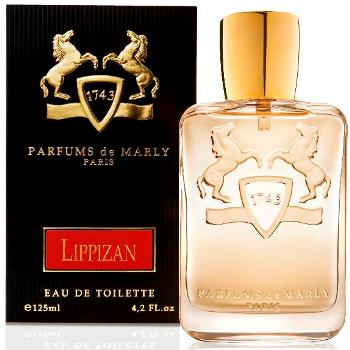 1743
PARFUMS de MARLY
PARIS
LIPPIZAN
EAU DE TOILETTE
℮125ml 4,2 FL.oz
1743
PARFUMS de MARLY
PARIS